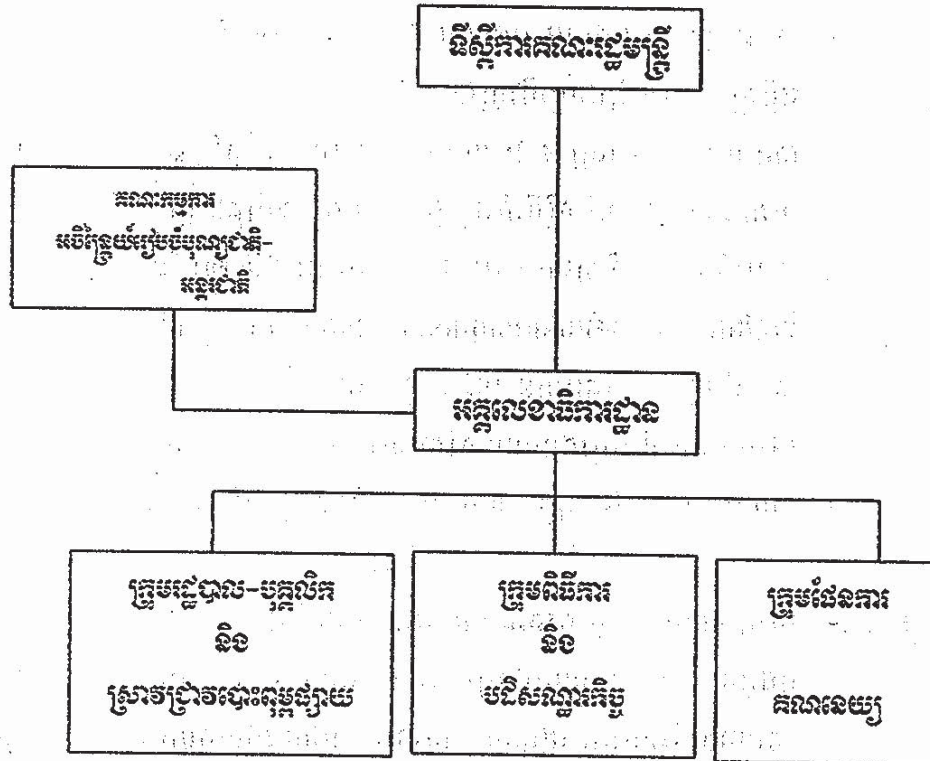 ទីស្តីការគណៈរដ្ឋមន្ត្រី
គណៈកម្មការ
អចិន្ត្រៃយ៍រៀបចំបុណ្យជាតិ-
អន្តរជាតិ
អគ្គលេខាធិការដ្ឋាន
ក្រុមរដ្ឋបាល-បុគ្គលិក
និង
ស្រាវជ្រាវបោះពុម្ពផ្សាយ
ក្រុមពិធីការ
និង
បដិសណ្ឋារកិច្ច
ក្រុមផែនការ
គណនេយ្យ